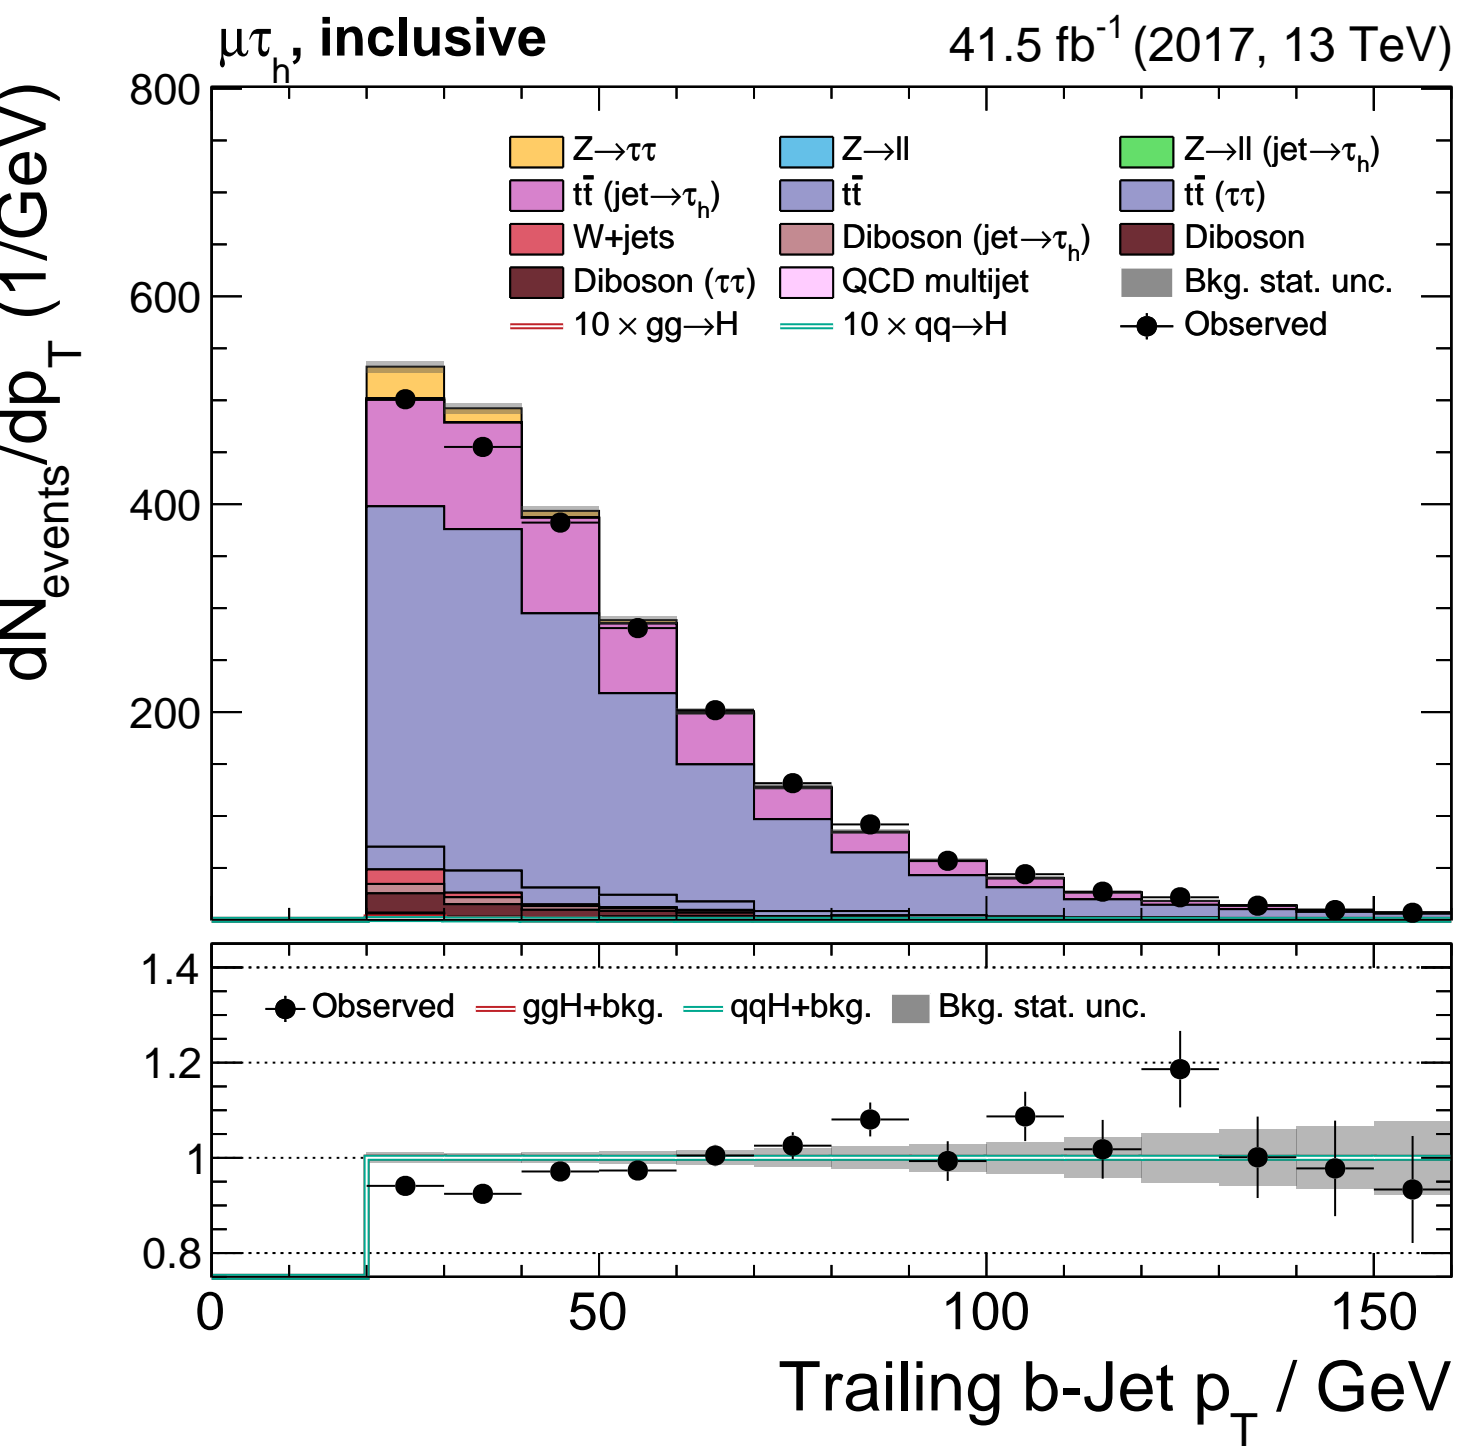 μτh, inclusive 41.5 fb-1 (2017, 13 TeV)
dNevents/dpT (1/GeV)
800
600
400
200
Z→ττ Z→ll Z→ll (jet→τh)
tt̄ (jet→τh) tt̄ tt̄ (ττ)
W+jets Diboson (jet→τh) Diboson
Diboson (ττ) QCD multijet Bkg. stat. unc.
10 × gg→H 10 × qq→H Observed
1.4
1.2
1
0.8
Observed ggH+bkg. qqH+bkg. Bkg. stat. unc.
0 50 100 150
Trailing b-Jet pT / GeV